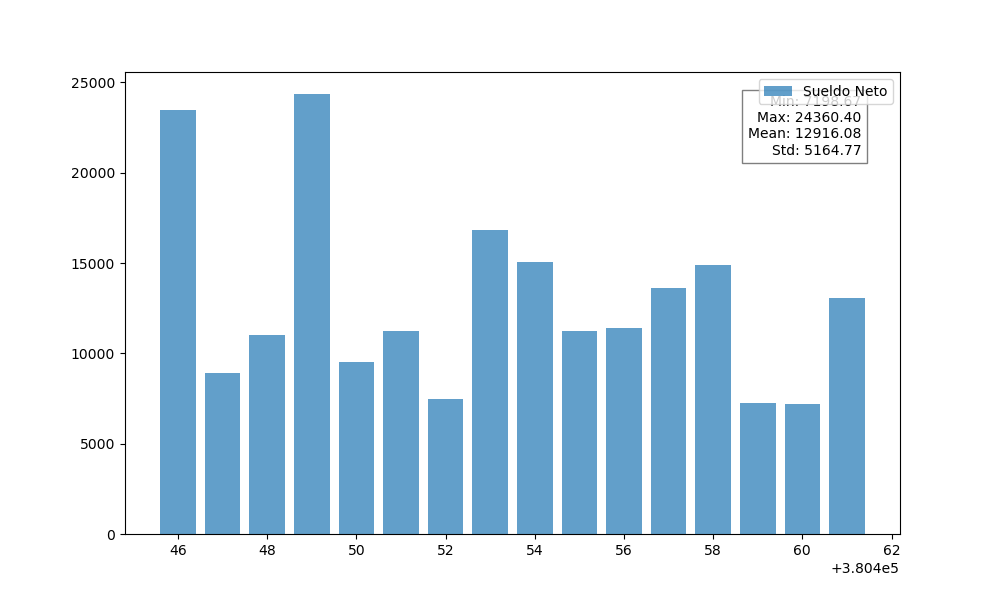 Sueldo Neto
Min: 7198.67
Max: 24360.40
Mean: 12916.08
Std: 5164.77
25000
20000
15000
10000
5000
0
46 48 50 52 54 56 58 60 62
+3.804e5